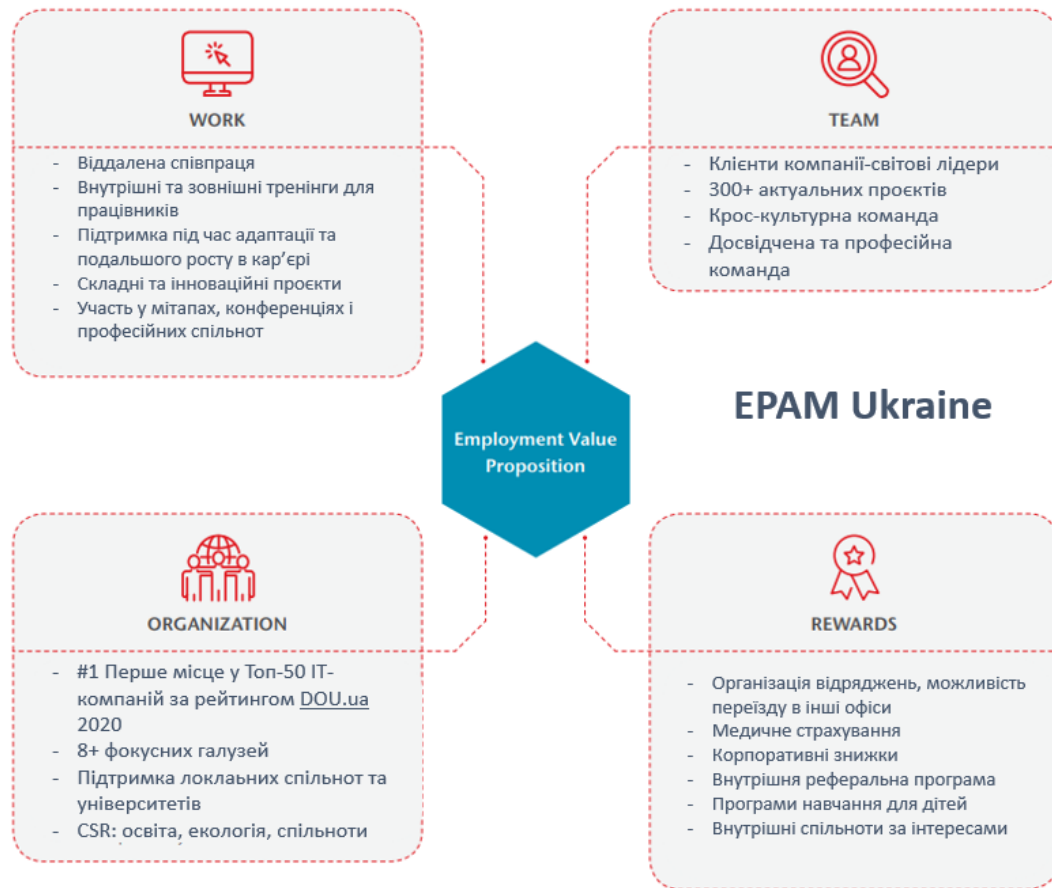 WORK
- Віддалена співпраця
- Внутрішні та зовнішні тренінги для
працівників
- Підтримка під час адаптації та
подальшого росту в кар’єрі
- Складні та інноваційні проєкти
- Участь у мітапах, конференціях і
професійних спільнот
TEAM
- Клієнти компанії-світові лідери
- 300+ актуальних проєктів
- Крос-культурна команда
- Досвідчена та професійна
команда
Employment Value
Proposition
EPAM Ukraine
ORGANIZATION
- #1 Перше місце у Топ-50 ІТ-
компаній за рейтингом DOU.ua
2020
- 8+ фокусних галузей
- Підтримка локлаьних спільнот та
університетів
- CSR: освіта, екологія, спільноти
REWARDS
- Організація відряджень, можливість
переїзду в інші офіси
- Медичне страхування
- Корпоративні знижки
- Внутрішня реферальна програма
- Програми навчання для дітей
- Внутрішні спільноти за інтересами